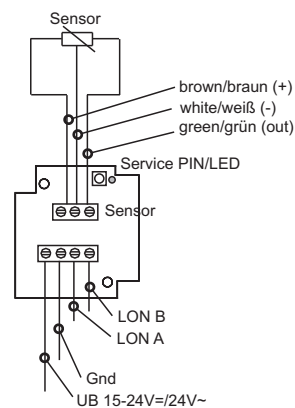 Sensor
brown/braun (+)
white/weiß (-)
green/grün (out)
Service PIN/LED
Sensor
LON B
LON A
Gnd
UB 15-24V=/24V~